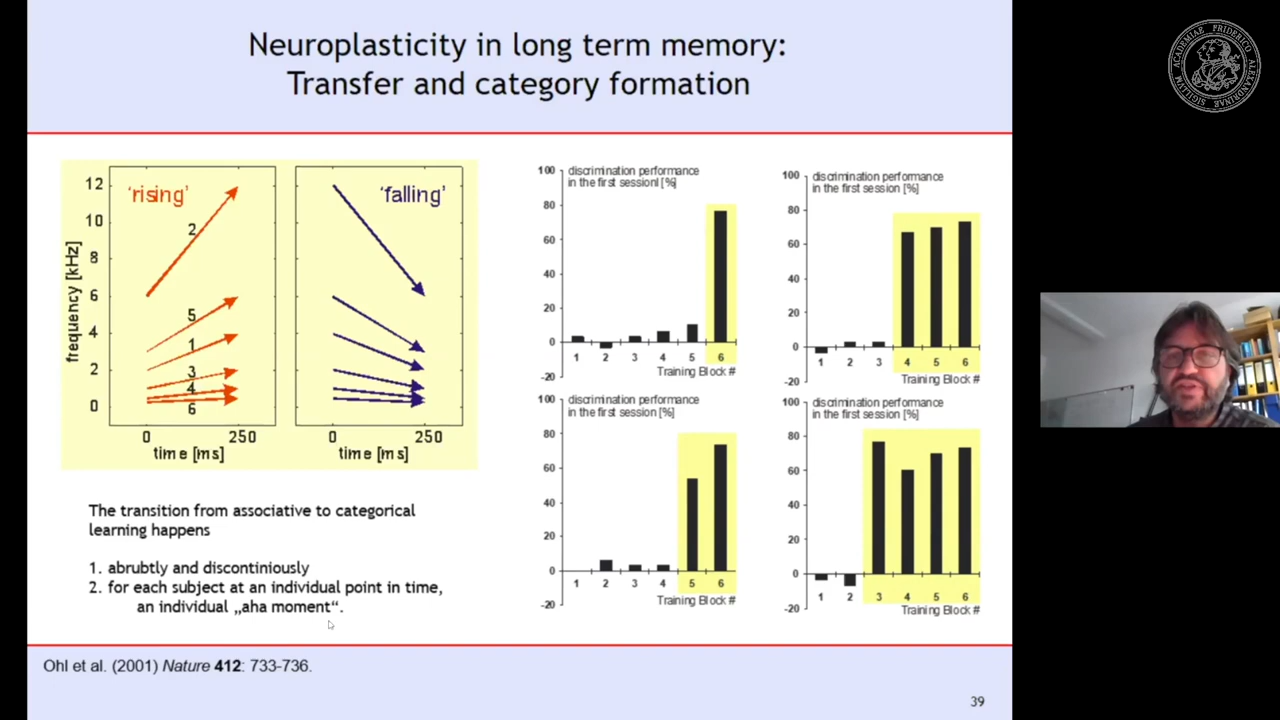 Neuroplasticity in long term memory:
Transfer and category formation
12
10
8
6
4
2
0
frequency [kHz]
'rising'
2
5
1
3
4
6
0
250
time [ms]
'falling'
0
250
time [ms]
The transition from associative to categorical
learning happens
1. abrubtly and discontiniously
2. for each subject at an individual point in time,
an individual „aha moment“.
discrimination performance
in the first sessionl [%]
100
80
60
40
20
0
-20
1 2 3 4 5 6
Training Block #
discrimination performance
in the first session [%]
100
80
60
40
20
0
-20
1 2 3 4 5 6
Training Block #
discrimination performance
in the first session [%]
100
80
60
40
20
0
-20
1 2 3 4 5 6
Training Block #
discrimination performance
in the first session [%]
100
80
60
40
20
0
-20
1 2 3 4 5 6
Training Block #
Ohl et al. (2001) Nature 412: 733-736.
39
SIGILLVM ACADEMIAE FRIDERICO ALEXANDRINAE